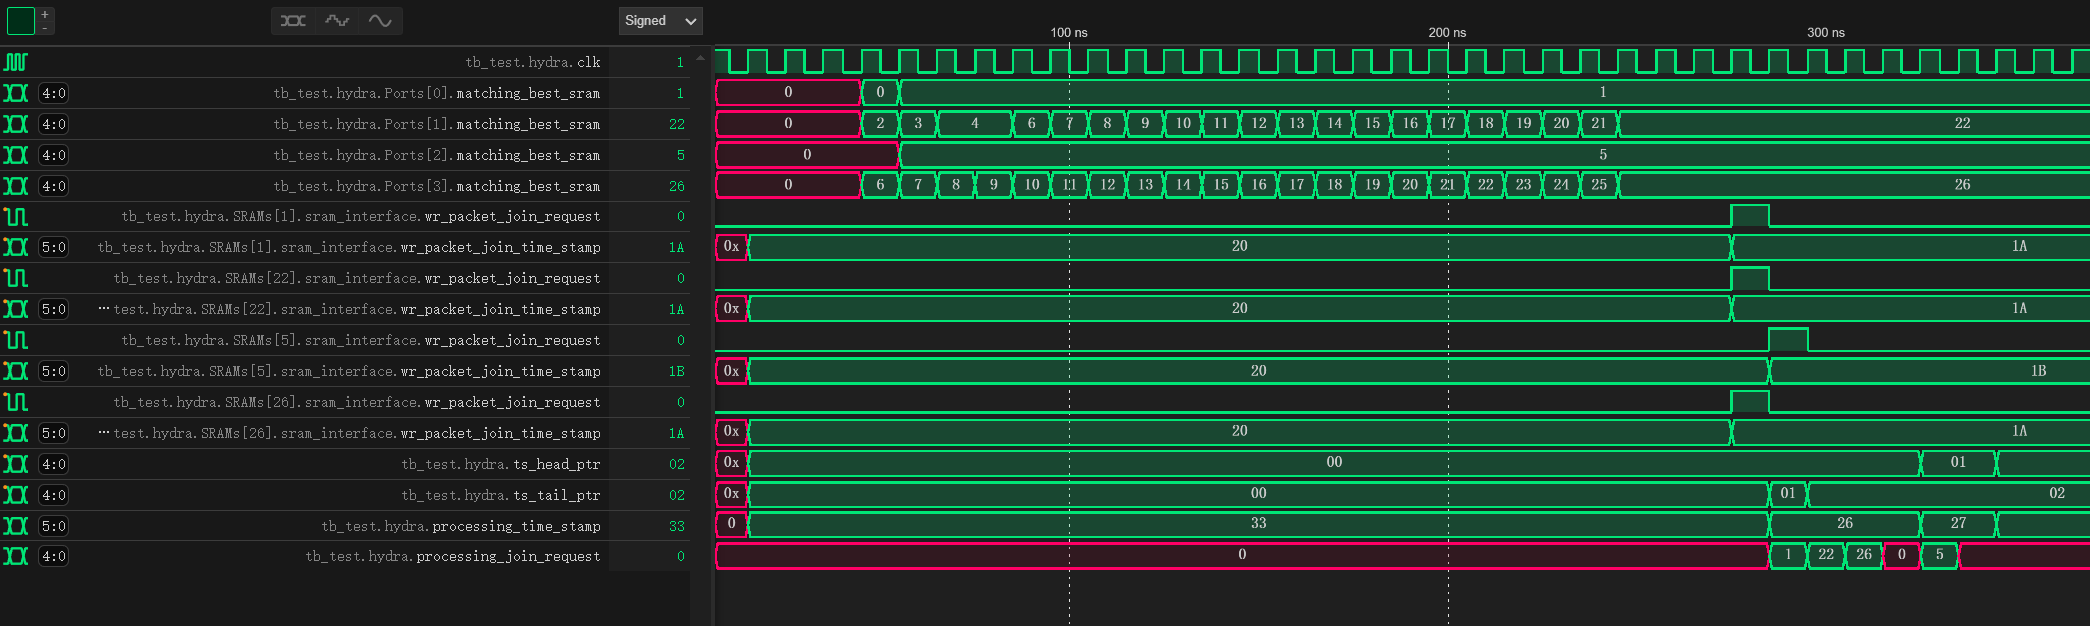 +
-
Signed
100 ns 200 ns 300 ns
tb_test.hydra.clk 1
4:0 tb_test.hydra.Ports[0].matching_best_sram 1 0 0 1
4:0 tb_test.hydra.Ports[1].matching_best_sram 22 0 2 3 4 6 7 8 9 10 11 12 13 14 15 16 17 18 19 20 21 22
4:0 tb_test.hydra.Ports[2].matching_best_sram 5 0 5
4:0 tb_test.hydra.Ports[3].matching_best_sram 26 0 6 7 8 9 10 11 12 13 14 15 16 17 18 19 20 21 22 23 24 25 26
tb_test.hydra.SRAMs[1].sram_interface.wr_packet_join_request 0
5:0 tb_test.hydra.SRAMs[1].sram_interface.wr_packet_join_time_stamp 1A 0x 20 1A
tb_test.hydra.SRAMs[22].sram_interface.wr_packet_join_request 0
5:0 ···test.hydra.SRAMs[22].sram_interface.wr_packet_join_time_stamp 1A 0x 20 1A
tb_test.hydra.SRAMs[5].sram_interface.wr_packet_join_request 0
5:0 tb_test.hydra.SRAMs[5].sram_interface.wr_packet_join_time_stamp 1B 0x 20 1B
tb_test.hydra.SRAMs[26].sram_interface.wr_packet_join_request 0
5:0 ···test.hydra.SRAMs[26].sram_interface.wr_packet_join_time_stamp 1A 0x 20 1A
4:0 tb_test.hydra.ts_head_ptr 02 0x 00 01
4:0 tb_test.hydra.ts_tail_ptr 02 0x 00 01 02
5:0 tb_test.hydra.processing_time_stamp 33 0 33 26 27
4:0 tb_test.hydra.processing_join_request 0 0 1 22 26 0 5